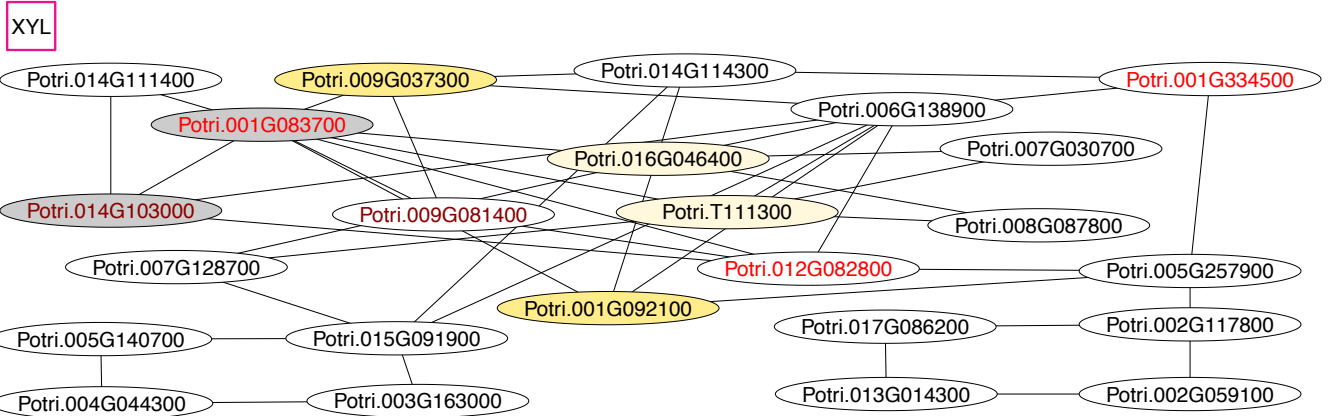 XYL
Potri.014G111400
Potri.009G037300
Potri.014G114300
Potri.001G334500
Potri.001G083700
Potri.006G138900
Potri.016G046400
Potri.007G030700
Potri.014G103000
Potri.009G081400
Potri.T111300
Potri.008G087800
Potri.007G128700
Potri.012G082800
Potri.005G257900
Potri.001G092100
Potri.005G140700
Potri.015G091900
Potri.017G086200
Potri.002G117800
Potri.004G044300
Potri.003G163000
Potri.013G014300
Potri.002G059100